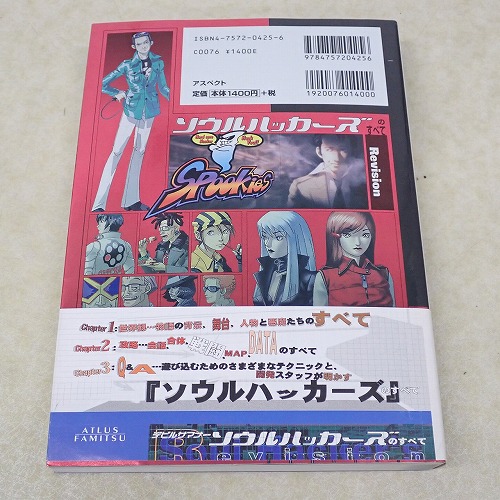 ISBN4-7572-0425-6
C0076 ¥1400E
9784757204256
アスペクト
定価 本体1400円 +税
1920076014000
ソウルハッカーズのすべて
Revision
SPOOKIES
Chapter 1:世界観…物語の背景、舞台、人物と悪魔たちのすべて
Chapter 2:攻略…会話、合体、戦闘、MAP、DATAのすべて
Chapter 3:Q&A…遊び込むためのさまざまなテクニックと、
開発スタッフが明かす
『ソウルハッカーズ』のすべて
ATLUS
FAMITSU
デビルサマナー ソウルハッカーズのすべて
Revision